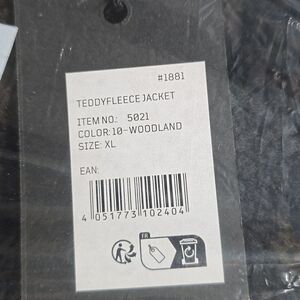 #1881
TEDDYFLEECE JACKET
ITEM NO.: 5021
COLOR: 10-WOODLAND
SIZE: XL
EAN:
4 051773 102404
FR